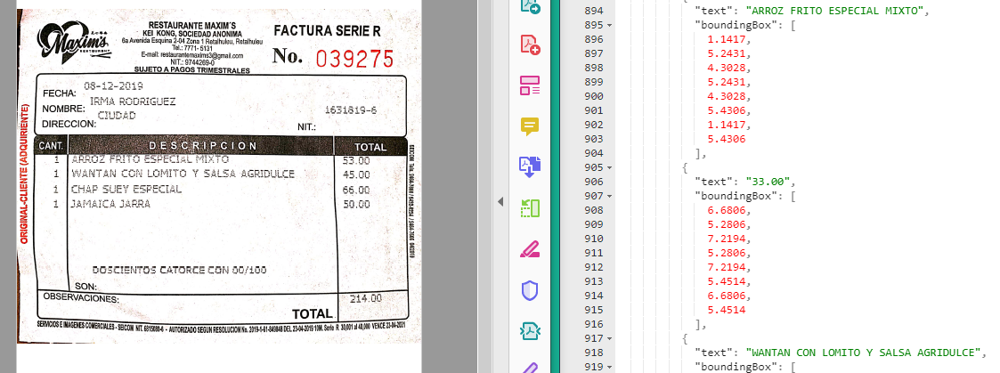 Maxim's
RESTAURANT
RESTAURANTE MAXIM'S
KEI KONG, SOCIEDAD ANONIMA
6a Avenida Esquina 2-04 Zona 1 Retalhuleu, Retalhuleu
Tel.: 7771- 5131
E-mail: restaurantemaxims3@gmail.com
NIT.: 9744269-0
SUJETO A PAGOS TRIMESTRALES
FACTURA SERIE R
No. 039275
FECHA: 08-12-2019
NOMBRE: IRMA RODRIGUEZ
DIRECCION: CIUDAD
NIT.: 1631819-6
ORIGINAL-CLIENTE (ADQUIRIENTE)
CANT. DESCRIPCION TOTAL
1 ARROZ FRITO ESPECIAL MIXTO 53.00
1 WANTAN CON LOMITO Y SALSA AGRIDULCE 45.00
1 CHAP SUEY ESPECIAL 66.00
1 JAMAICA JARRA 50.00
DOSCIENTOS CATORCE CON 00/100
SON:
OBSERVACIONES: 214.00
TOTAL
SERVICIOS E IMAGENES COMERCIALES - SEICOM NIT. 6815080-6 - AUTORIZADO SEGUN RESOLUCION No. 2019-1-61-849848 DEL 23-04-2019 10M. Serie R 30,001 al 40,000 VENCE 23-04-2021
894 "text": "ARROZ FRITO ESPECIAL MIXTO",
895 "boundingBox": [
896 1.1417,
897 5.2431,
898 4.3028,
899 5.2431,
900 4.3028,
901 5.4306,
902 1.1417,
903 5.4306
904 ],
905 {
906 "text": "33.00",
907 "boundingBox": [
908 6.6806,
909 5.2806,
910 7.2194,
911 5.2806,
912 7.2194,
913 5.4514,
914 6.6806,
915 5.4514
916 ],
917 {
918 "text": "WANTAN CON LOMITO Y SALSA AGRIDULCE",
919 "boundingBox": [